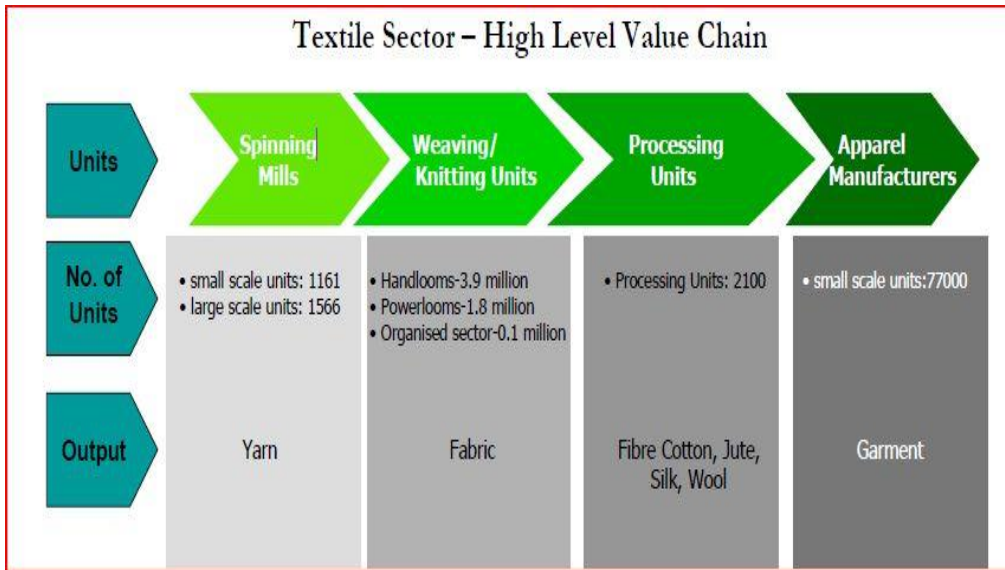 Textile Sector – High Level Value Chain
Units
Spinning
Mills
Weaving/
Knitting Units
Processing
Units
Apparel
Manufacturers
No. of
Units
• small scale units: 1161
• large scale units: 1566
• Handlooms-3.9 million
• Powerlooms-1.8 million
• Organised sector-0.1 million
• Processing Units: 2100
• small scale units:77000
Output
Yarn
Fabric
Fibre Cotton, Jute,
Silk, Wool
Garment